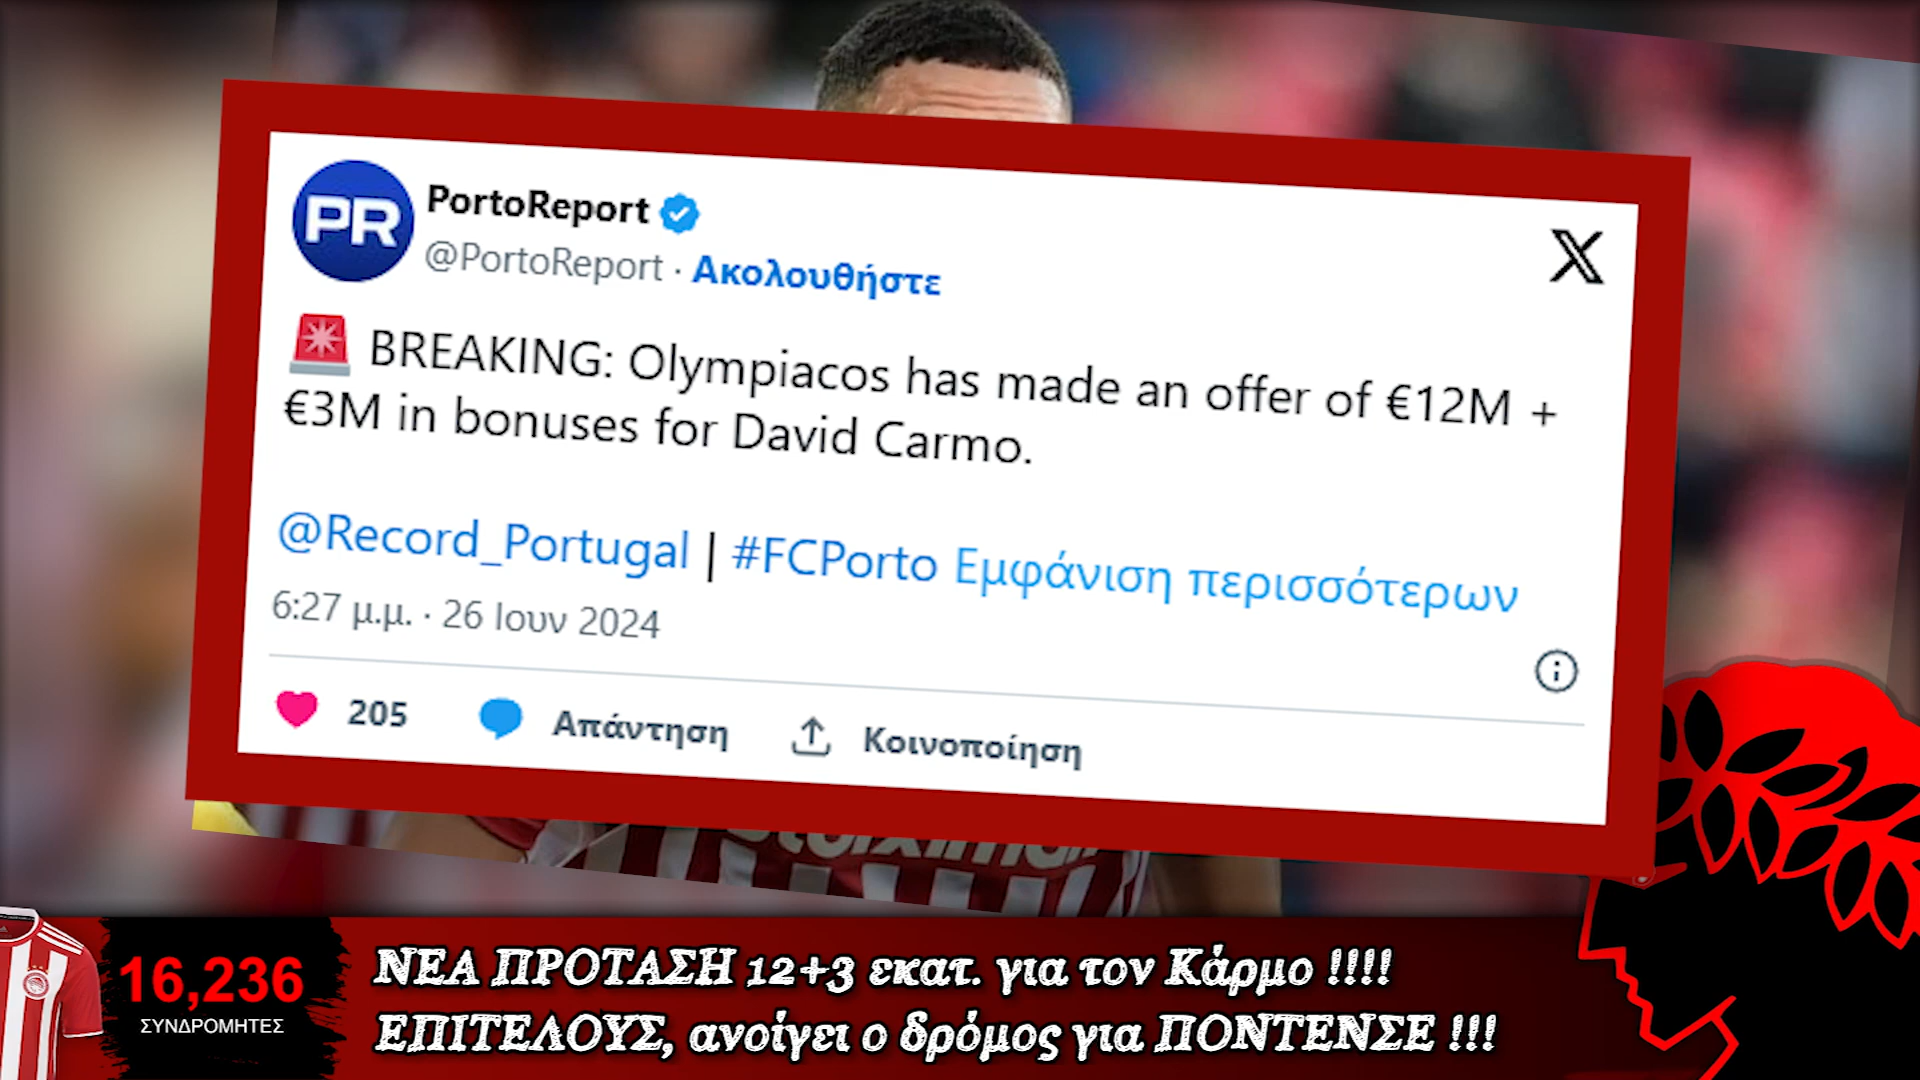 PR
PortoReport
@PortoReport · Ακολουθήστε
🚨 BREAKING: Olympiacos has made an offer of €12M +
€3M in bonuses for David Carmo.
@Record_Portugal | #FCPorto Εμφάνιση περισσότερων
6:27 μ.μ. · 26 Ιουν 2024
205 Απάντηση Κοινοποίηση
stoiximan
16,236
ΣΥΝΔΡΟΜΗΤΕΣ
ΝΕΑ ΠΡΟΤΑΣΗ 12+3 εκατ. για τον Κάρμο !!!!
ΕΠΙΤΕΛΟΥΣ, ανοίγει ο δρόμος για ΠΟΝΤΕΝΣΕ !!!